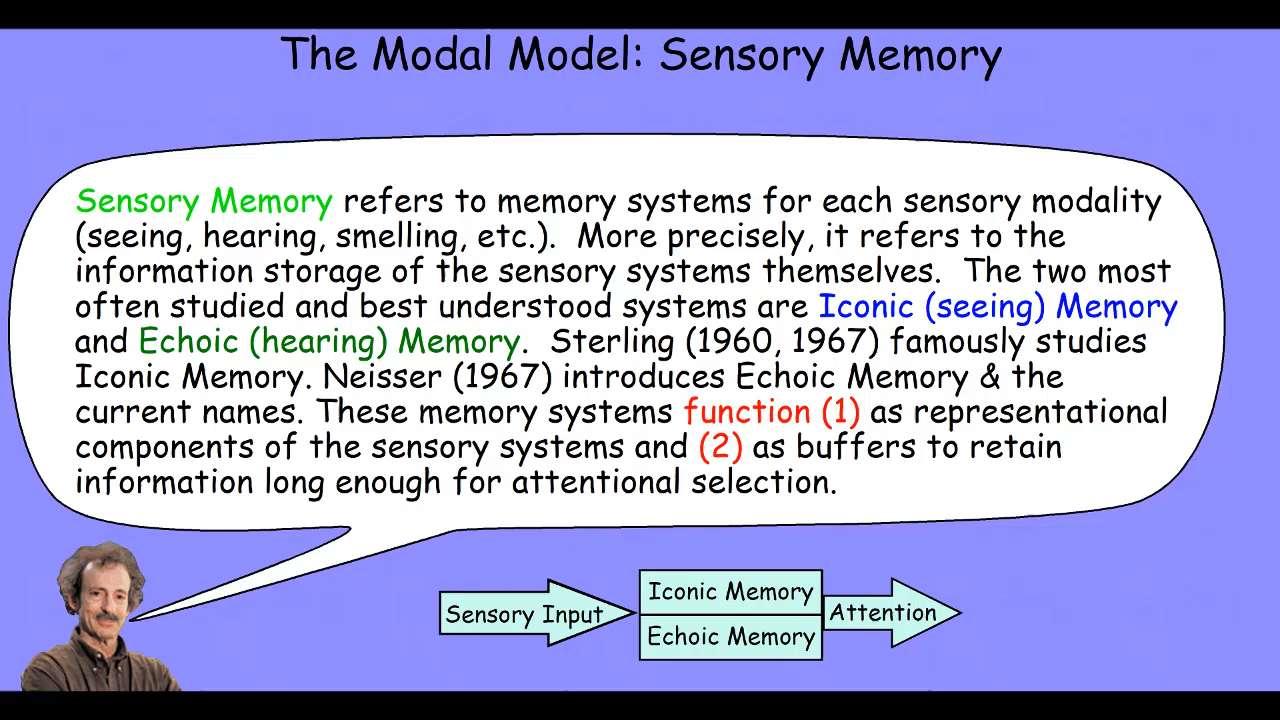 The Modal Model: Sensory Memory
Sensory Memory refers to memory systems for each sensory modality
(seeing, hearing, smelling, etc.).  More precisely, it refers to the
information storage of the sensory systems themselves.  The two most
often studied and best understood systems are Iconic (seeing) Memory
and Echoic (hearing) Memory.  Sterling (1960, 1967) famously studies
Iconic Memory. Neisser (1967) introduces Echoic Memory & the
current names. These memory systems function (1) as representational
components of the sensory systems and (2) as buffers to retain
information long enough for attentional selection.
Sensory Input
Iconic Memory
Echoic Memory
Attention